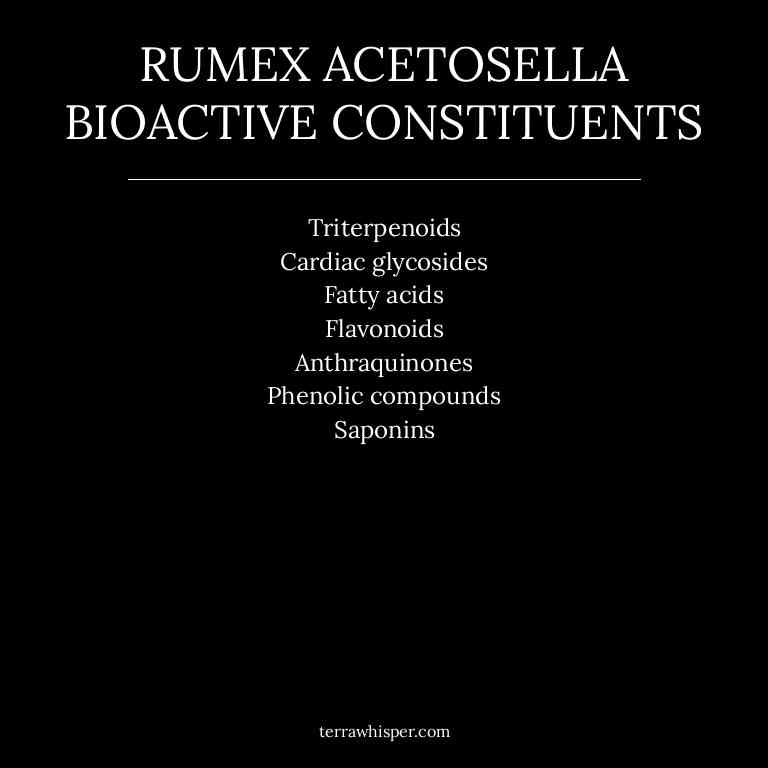 RUMEX ACETOSELLA
BIOACTIVE CONSTITUENTS
Triterpenoids
Cardiac glycosides
Fatty acids
Flavonoids
Anthraquinones
Phenolic compounds
Saponins
terrawhisper.com